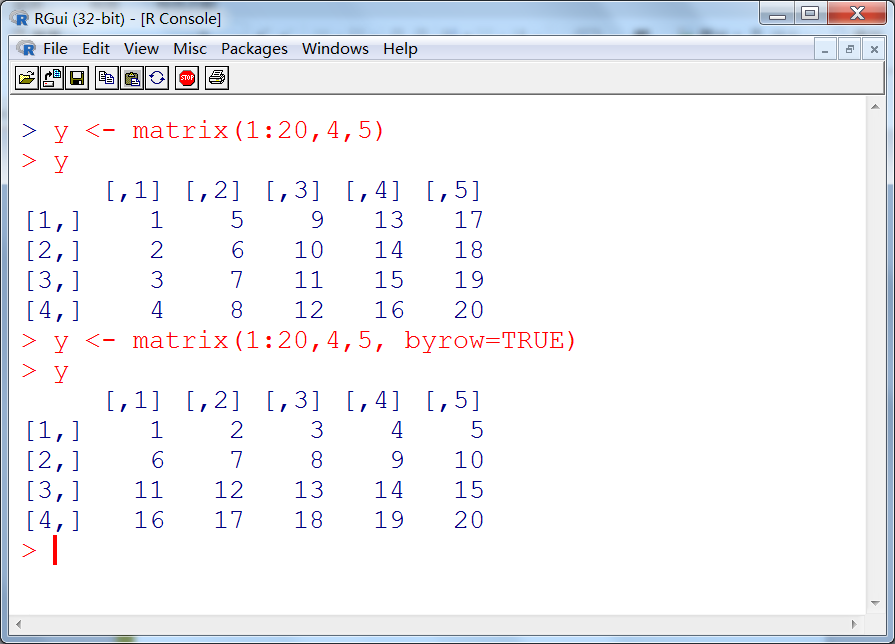 RGui (32-bit) - [R Console]
File Edit View Misc Packages Windows Help
STOP
> y <- matrix(1:20,4,5)
> y
     [,1] [,2] [,3] [,4] [,5]
[1,]    1    5    9   13   17
[2,]    2    6   10   14   18
[3,]    3    7   11   15   19
[4,]    4    8   12   16   20
> y <- matrix(1:20,4,5, byrow=TRUE)
> y
     [,1] [,2] [,3] [,4] [,5]
[1,]    1    2    3    4    5
[2,]    6    7    8    9   10
[3,]   11   12   13   14   15
[4,]   16   17   18   19   20
>